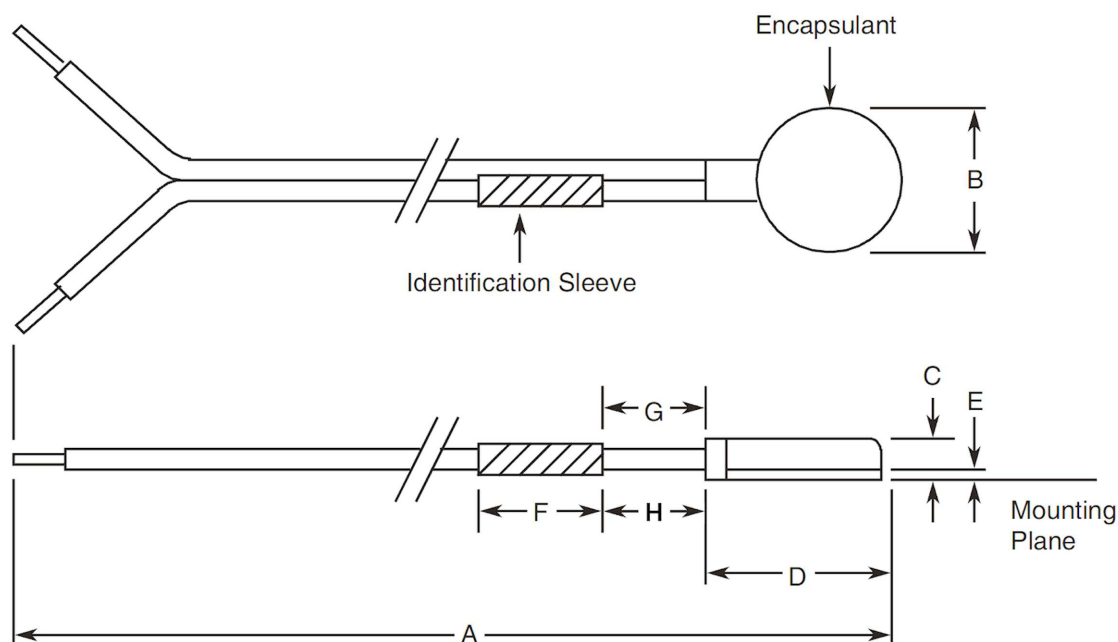 Encapsulant
B
Identification Sleeve
C
E
G
F
H
Mounting
Plane
D
A